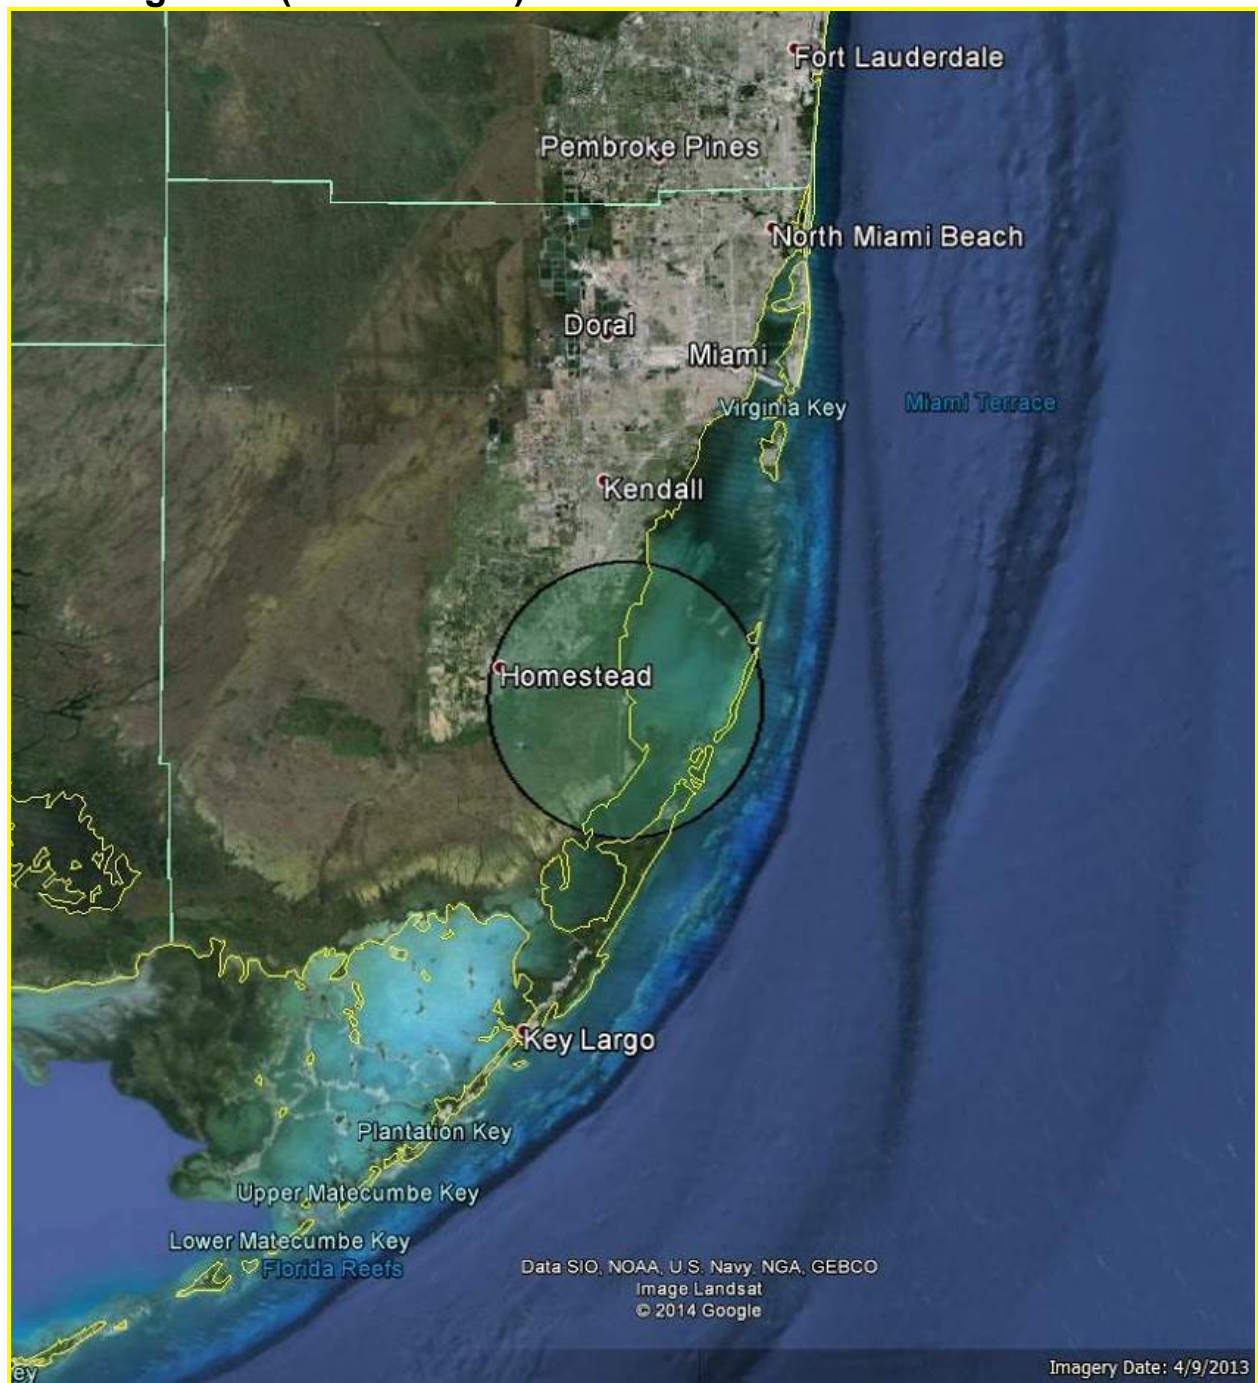 Fort Lauderdale
Pembroke Pines
North Miami Beach
Doral
Miami
Virginia Key
Miami Terrace
Kendall
Homestead
Key Largo
Plantation Key
Upper Matecumbe Key
Lower Matecumbe Key
Florida Reefs
Data SIO, NOAA, U.S. Navy, NGA, GEBCO
Image Landsat
© 2014 Google
Imagery Date: 4/9/2013